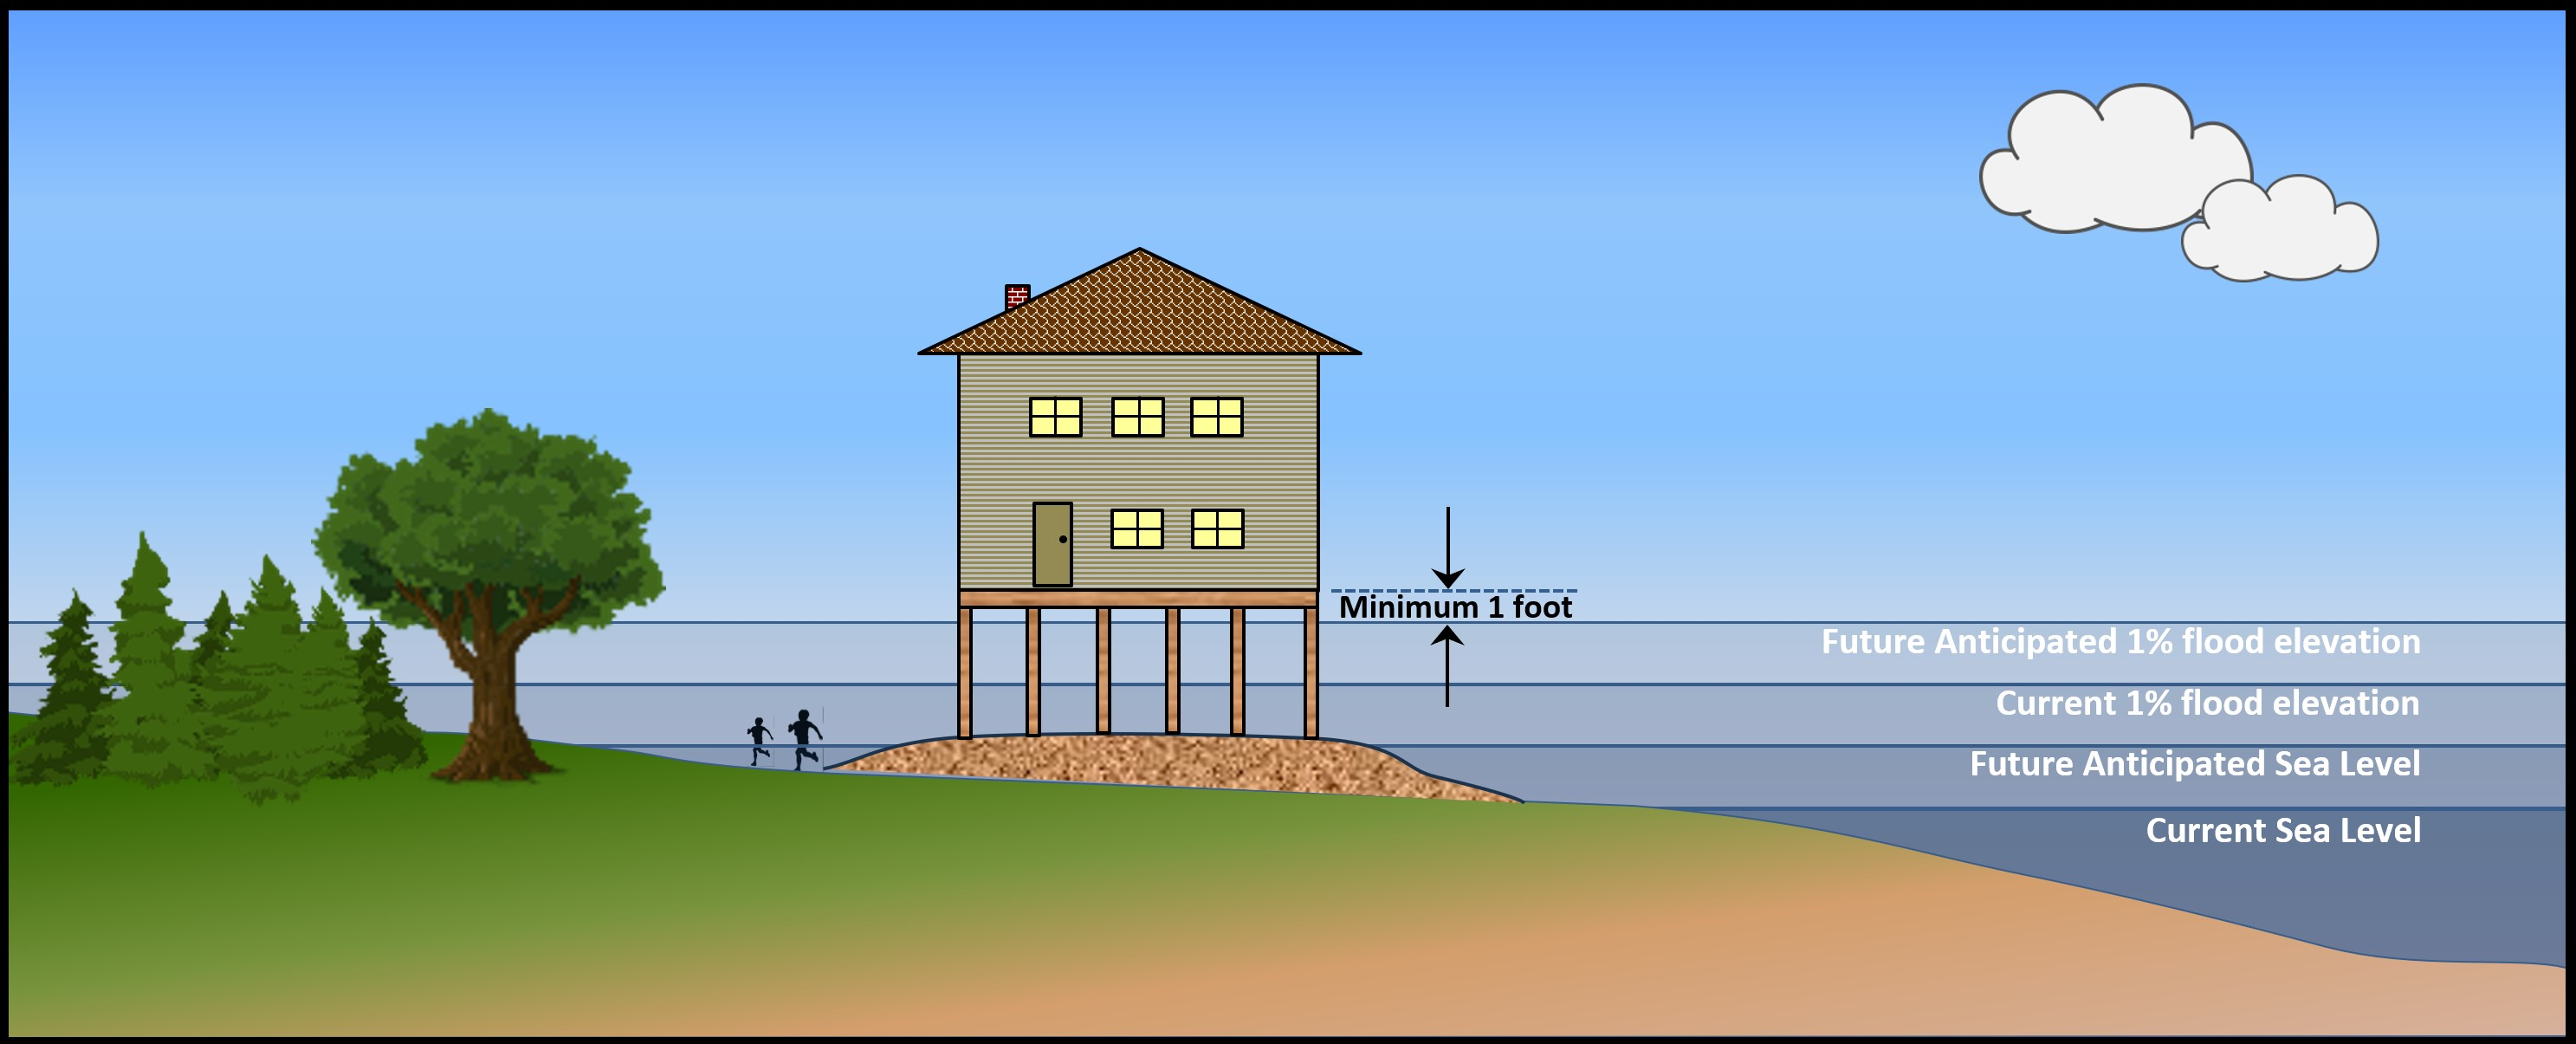 Minimum 1 foot
Future Anticipated 1% flood elevation
Current 1% flood elevation
Future Anticipated Sea Level
Current Sea Level